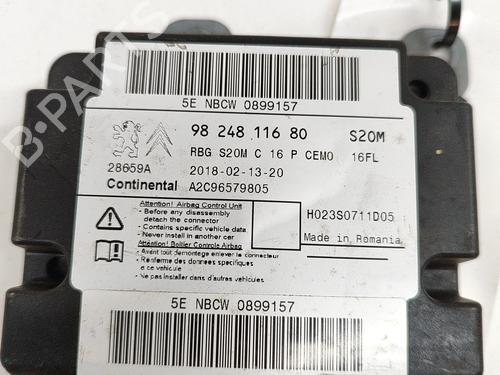 B-PARTS
5E NBCW 0899157
98 248 116 80 S20M
RBG S20M C 16 P CEMO 16FL
28659A 2018-02-13-20
Continental A2C96579805
Attention! Airbag Control Unit
- Before any disassembly
detach the connector
- Contains specific vehicle data
- Never install in another car
H023S0711D05
Made in Romania
Attention! Boitier Controle Airbag
- Avant tout démontage enlever le connecteur
- Renferme des données spécifiques
a ce véhicule
- Ne pas installer dans d'autres véhicules
5E NBCW 0899157